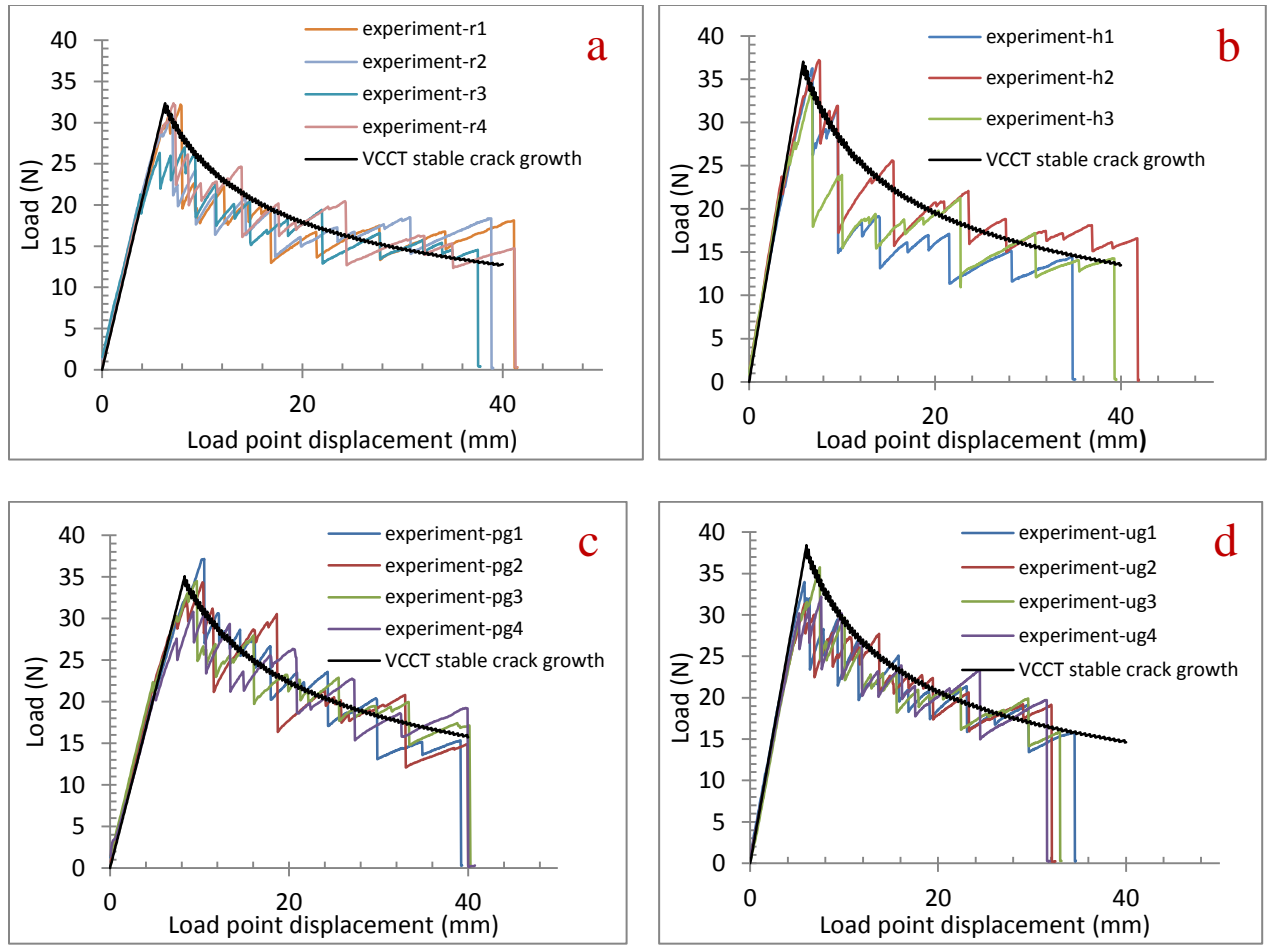 a
experiment-r1
experiment-r2
experiment-r3
experiment-r4
VCCT stable crack growth
40
35
30
25
20
15
10
5
0
Load (N)
0 20 40
Load point displacement (mm)
b
experiment-h1
experiment-h2
experiment-h3
VCCT stable crack growth
40
35
30
25
20
15
10
5
0
Load (N)
0 20 40
Load point displacement (mm)
c
experiment-pg1
experiment-pg2
experiment-pg3
experiment-pg4
VCCT stable crack growth
40
35
30
25
20
15
10
5
0
Load (N)
0 20 40
Load point displacement (mm)
d
experiment-ug1
experiment-ug2
experiment-ug3
experiment-ug4
VCCT stable crack growth
40
35
30
25
20
15
10
5
0
Load (N)
0 20 40
Load point displacement (mm)